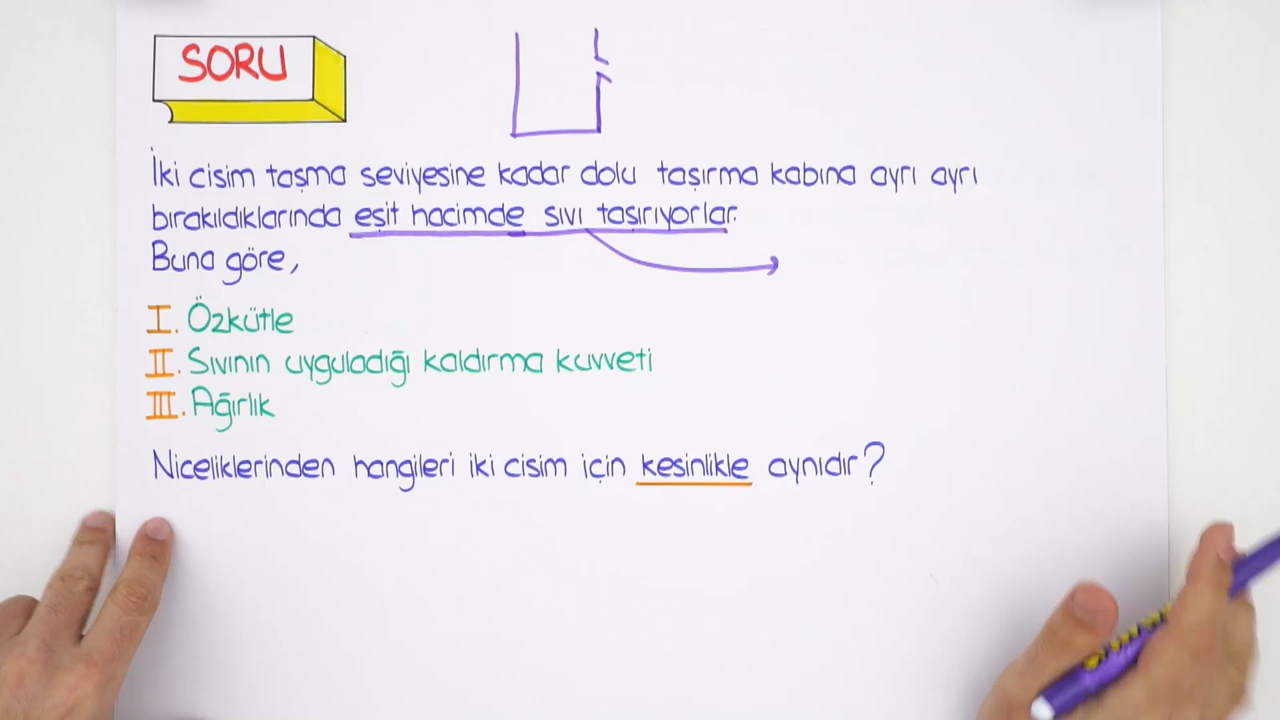 SORU
İki cisim taşma seviyesine kadar dolu taşırma kabına ayrı ayrı
bırakıldıklarında eşit hacimde sıvı taşırıyorlar.
Buna göre,
I. Özkütle
II. Sıvının uyguladığı kaldırma kuvveti
III. Ağırlık
Niceliklerinden hangileri iki cisim için kesinlikle aynıdır?